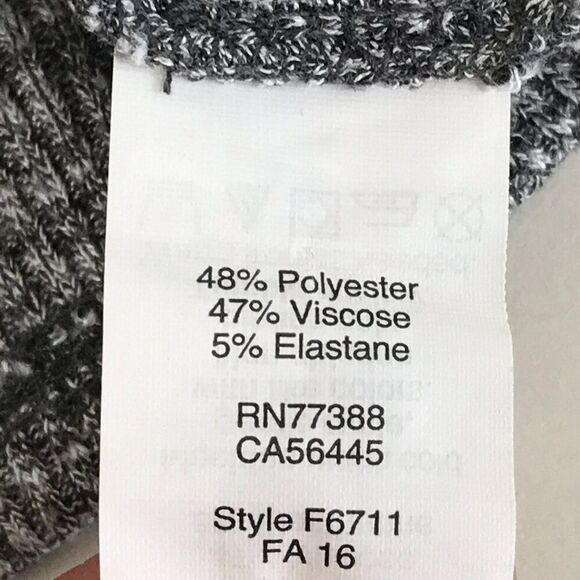 48% Polyester
47% Viscose
5% Elastane
RN77388
CA56445
Style F6711
FA 16